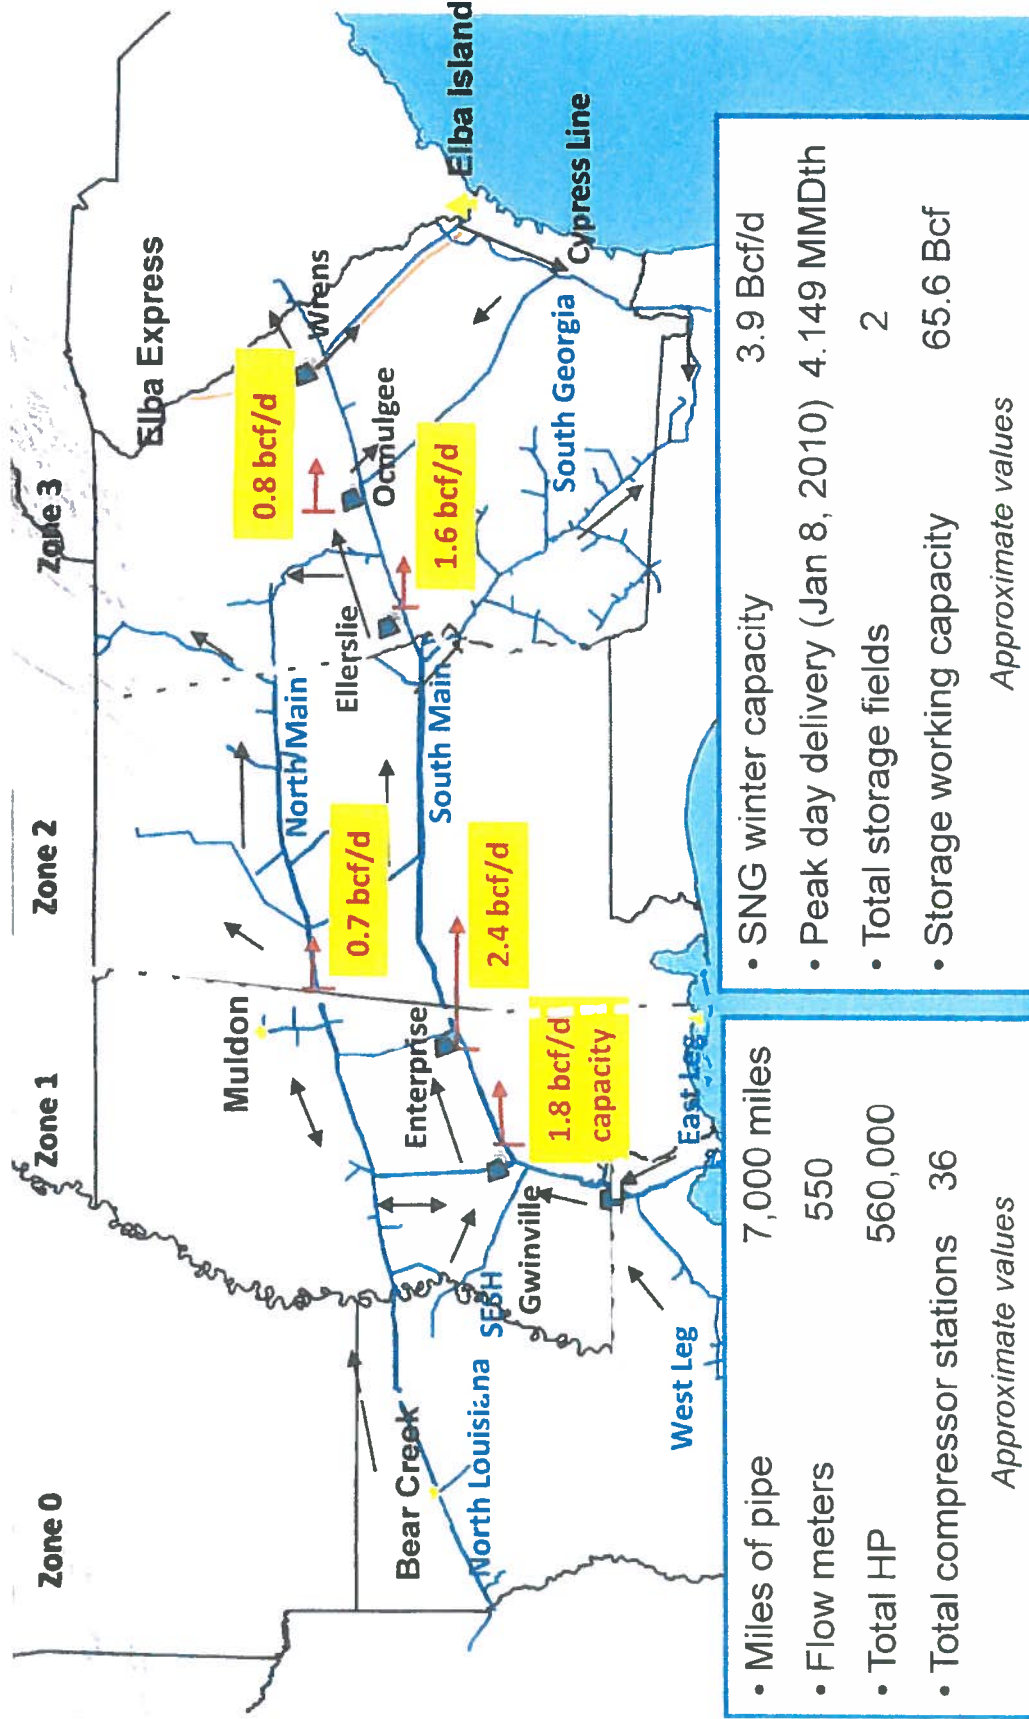 Zone 0
Zone 1
Zone 2
Zone 3
Elba Express
Muldon
0.8 bcf/d
Wrens
North Main
0.7 bcf/d
Ellerslie
Ocmulgee
Elba Island
Bear Creek
Enterprise
South Main
1.6 bcf/d
2.4 bcf/d
North Louisiana
SESH
Gwinville
1.8 bcf/d
capacity
South Georgia
Cypress Line
West Leg
East Leg
• Miles of pipe 7,000 miles
• Flow meters 550
• Total HP 560,000
• Total compressor stations 36
Approximate values
• SNG winter capacity 3.9 Bcf/d
• Peak day delivery (Jan 8, 2010) 4.149 MMDth
• Total storage fields 2
• Storage working capacity 65.6 Bcf
Approximate values